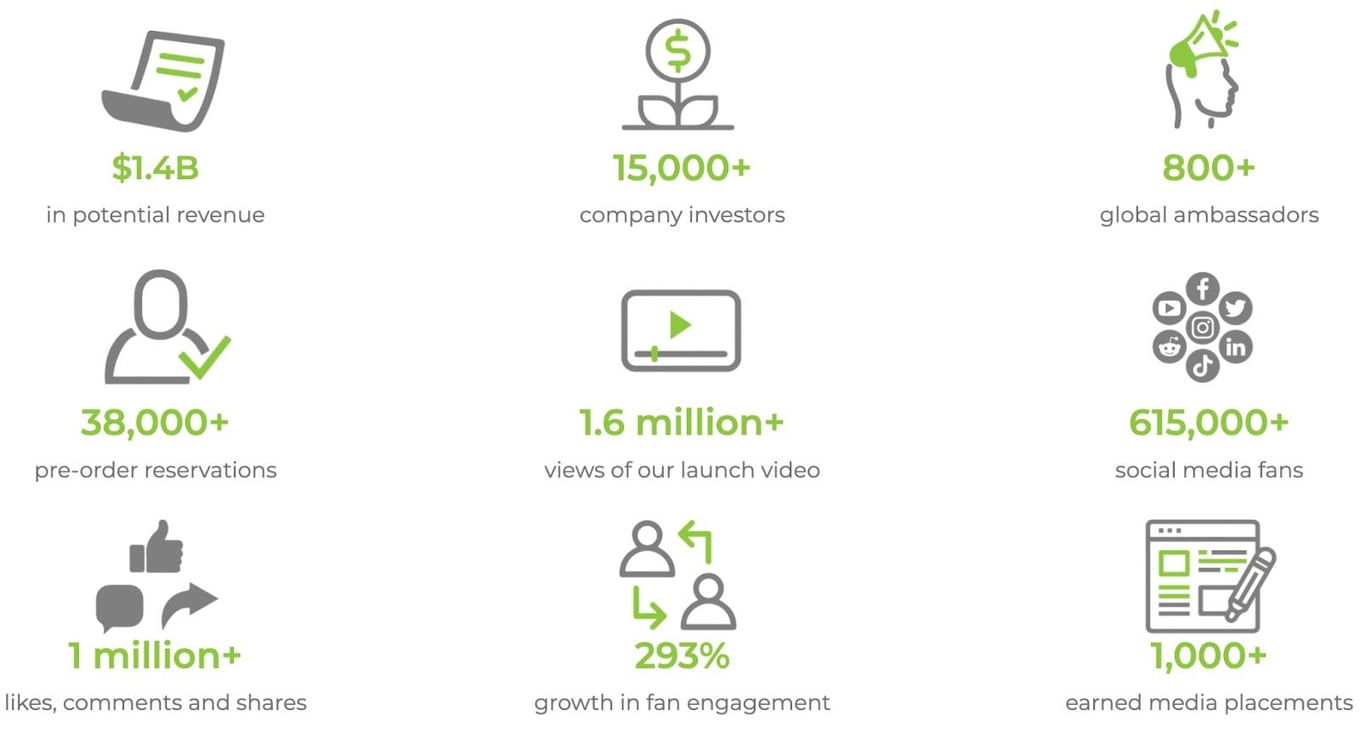 $1.4B
in potential revenue
15,000+
company investors
800+
global ambassadors
38,000+
pre-order reservations
1.6 million+
views of our launch video
615,000+
social media fans
1 million+
likes, comments and shares
293%
growth in fan engagement
1,000+
earned media placements